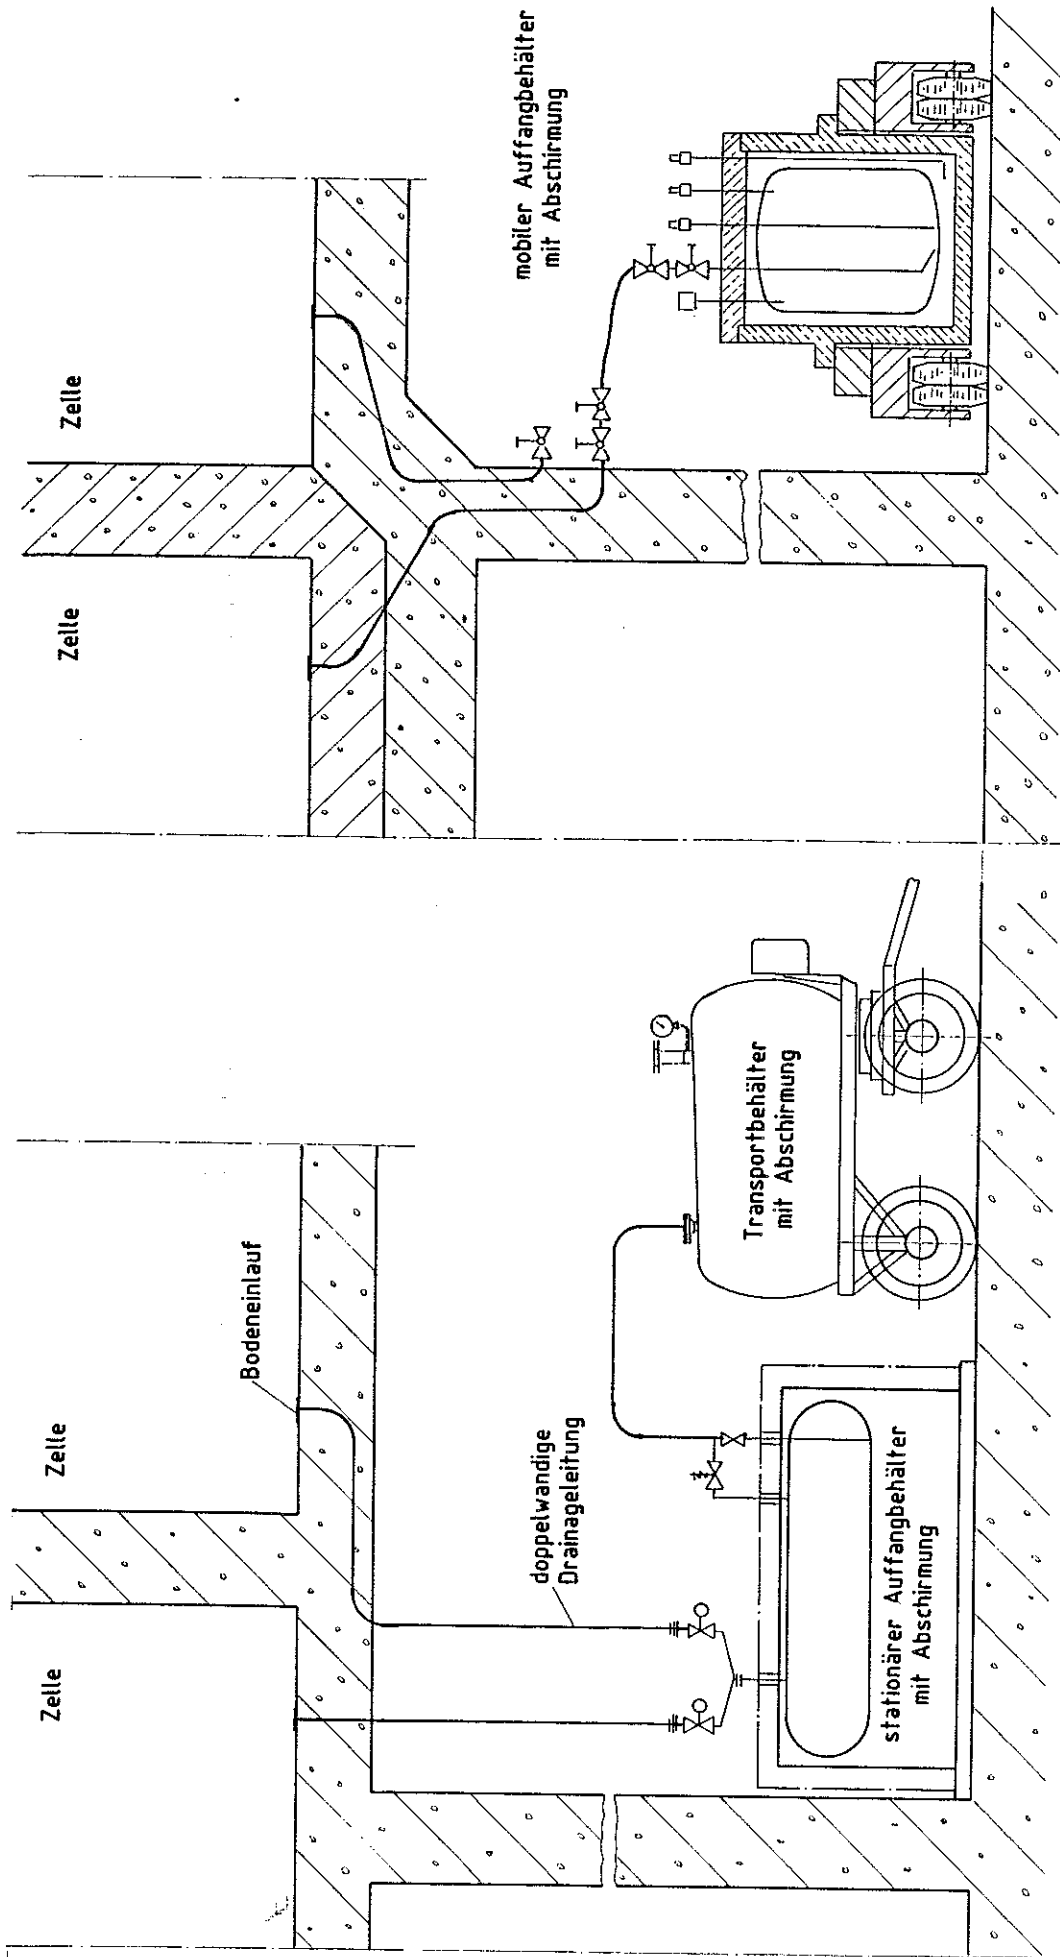 Zelle
Zelle
Bodeneinlauf
doppelwandige
Drainageleitung
stationärer Auffangbehälter
mit Abschirmung
Transportbehälter
mit Abschirmung
Zelle
Zelle
mobiler Auffangbehälter
mit Abschirmung